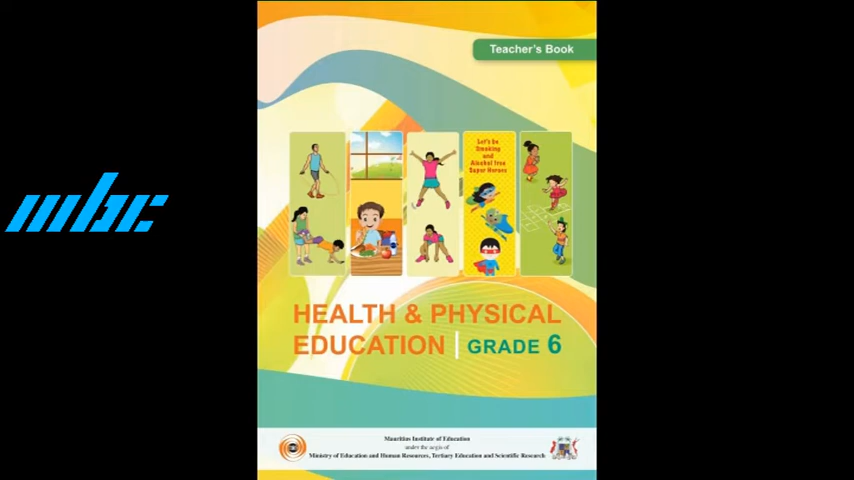 mbc
Teacher's Book
Let's be
Smoking
and
Alcohol free
Super Heroes
HEALTH & PHYSICAL
EDUCATION | GRADE 6
Mauritius Institute of Education
under the aegis of
Ministry of Education and Human Resources, Tertiary Education and Scientific Research